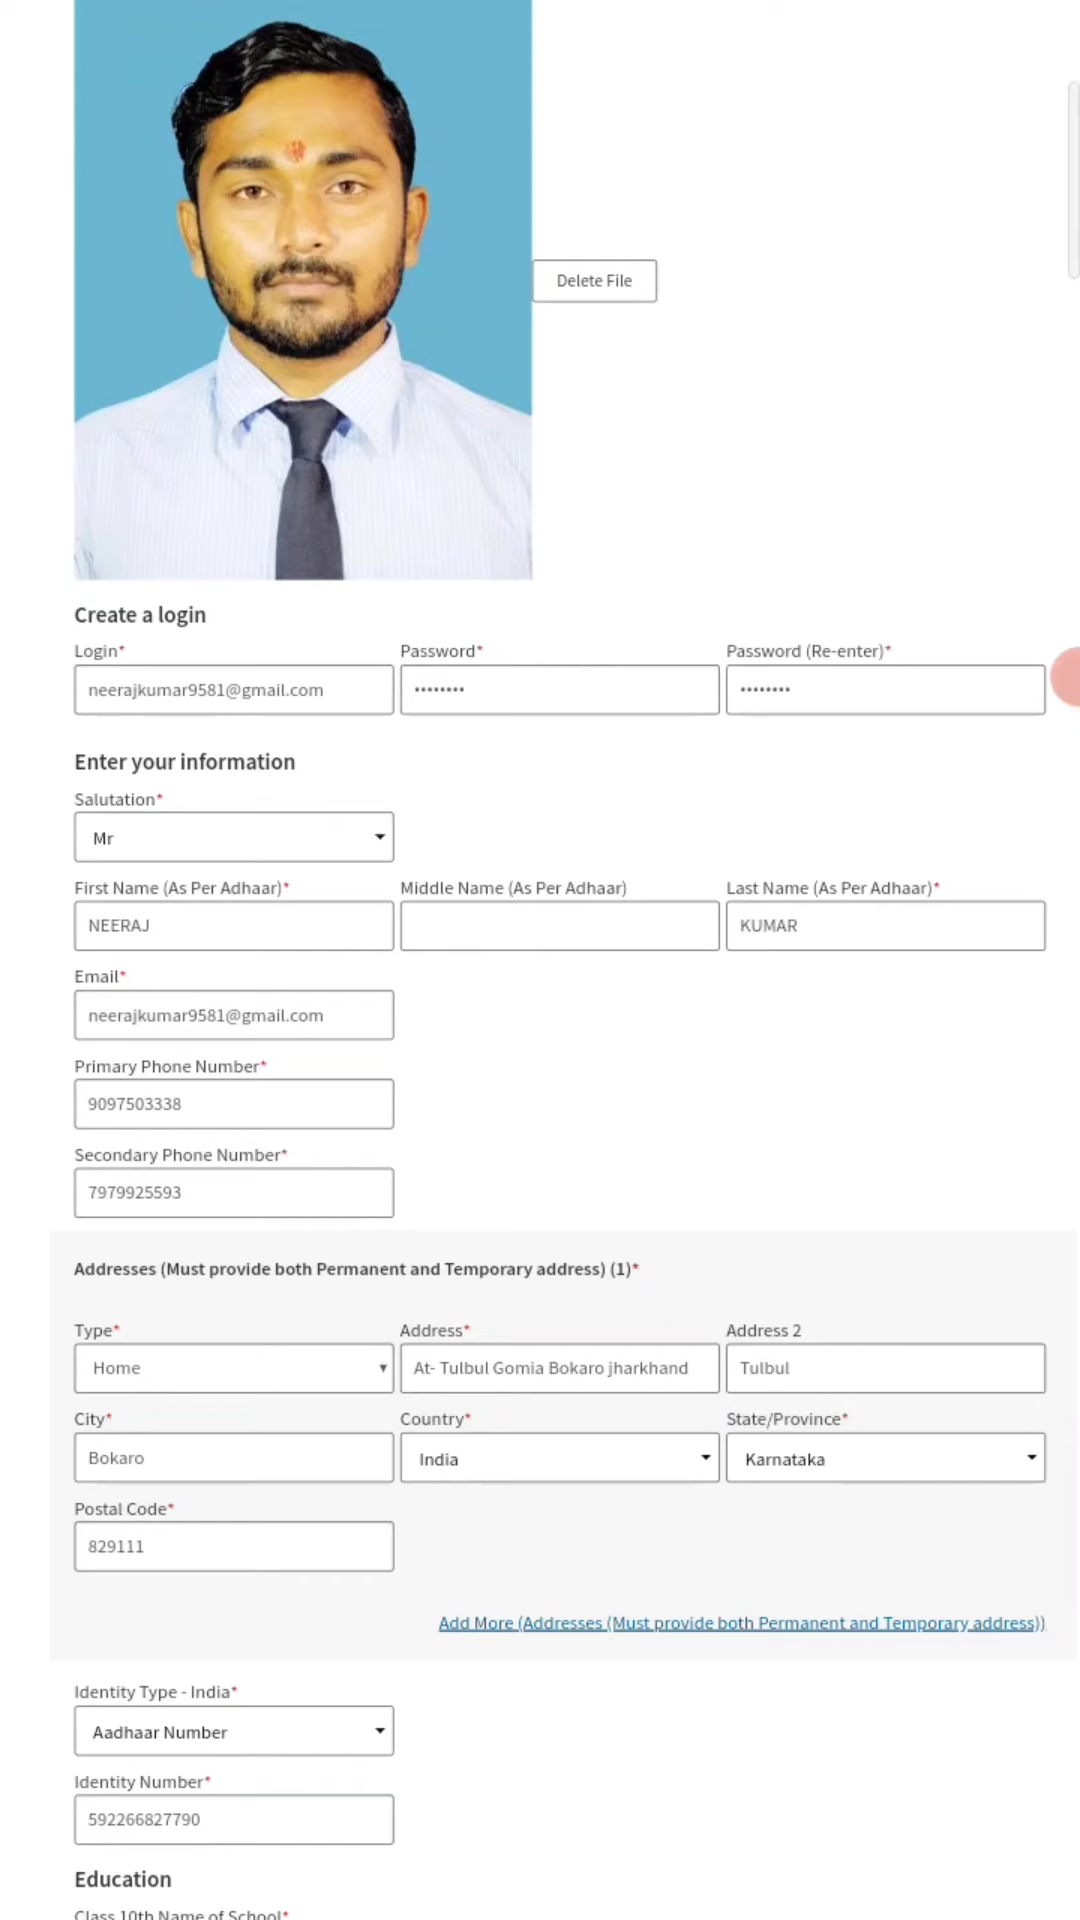 Delete File
Create a login
Login* Password* Password (Re-enter)*
neerajkumar9581@gmail.com •••••••• ••••••••
Enter your information
Salutation*
Mr
First Name (As Per Adhaar)* Middle Name (As Per Adhaar) Last Name (As Per Adhaar)*
NEERAJ KUMAR
Email*
neerajkumar9581@gmail.com
Primary Phone Number*
9097503338
Secondary Phone Number*
7979925593
Addresses (Must provide both Permanent and Temporary address) (1)*
Type* Address* Address 2
Home At- Tulbul Gomia Bokaro jharkhand Tulbul
City* Country* State/Province*
Bokaro India Karnataka
Postal Code*
829111
Add More (Addresses (Must provide both Permanent and Temporary address))
Identity Type - India*
Aadhaar Number
Identity Number*
592266827790
Education
Class 10th Name of School*